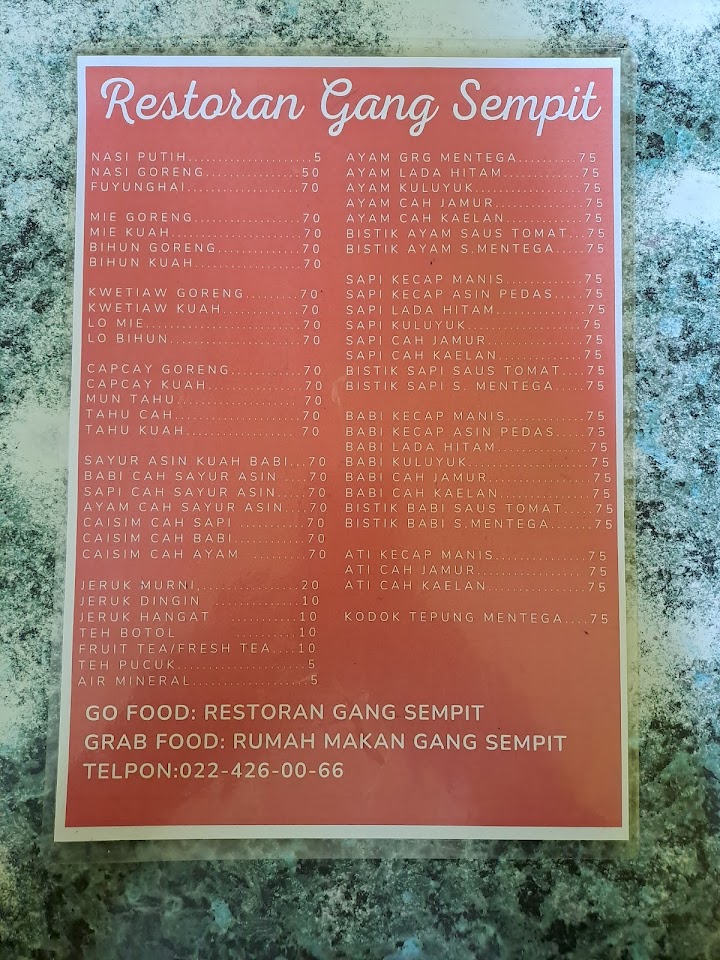 Restoran Gang Sempit
NASI PUTIH.....................5
NASI GORENG................50
FUYUNGHAI...................70
MIE GORENG..................70
MIE KUAH......................70
BIHUN GORENG..............70
BIHUN KUAH..................70
KWETIAW GORENG.........70
KWETIAW KUAH.............70
LO MIE..........................70
LO BIHUN......................70
CAPCAY GORENG............70
CAPCAY KUAH................70
MUN TAHU....................70
TAHU CAH.....................70
TAHU KUAH...................70
SAYUR ASIN KUAH BABI...70
BABI CAH SAYUR ASIN....70
SAPI CAH SAYUR ASIN....70
AYAM CAH SAYUR ASIN...70
CAISIM CAH SAPI ..........70
CAISIM CAH BABI...........70
CAISIM CAH AYAM .........70
JERUK MURNI.................20
JERUK DINGIN ..............10
JERUK HANGAT .............10
TEH BOTOL ..........10
FRUIT TEA/FRESH TEA....10
TEH PUCUK......................5
AIR MINERAL...................5
AYAM GRG MENTEGA..........75
AYAM LADA HITAM.............75
AYAM KULUYUK..................75
AYAM CAH JAMUR...............75
AYAM CAH KAELAN.............75
BISTIK AYAM SAUS TOMAT...75
BISTIK AYAM S.MENTEGA.....75
SAPI KECAP MANIS.............75
SAPI KECAP ASIN PEDAS.....75
SAPI LADA HITAM...............75
SAPI KULUYUK....................75
SAPI CAH JAMUR................75
SAPI CAH KAELAN..............75
BISTIK SAPI SAUS TOMAT....75
BISTIK SAPI S. MENTEGA.....75
BABI KECAP MANIS.............75
BABI KECAP ASIN PEDAS.....75
BABI LADA HITAM...............75
BABI KULUYUK....................75
BABI CAH JAMUR.................75
BABI CAH KAELAN...............75
BISTIK BABI SAUS TOMAT.....75
BISTIK BABI S.MENTEGA.......75
ATI KECAP MANIS...............75
ATI CAH JAMUR..................75
ATI CAH KAELAN.................75
KODOK TEPUNG MENTEGA....75
GO FOOD: RESTORAN GANG SEMPIT
GRAB FOOD: RUMAH MAKAN GANG SEMPIT
TELPON:022-426-00-66